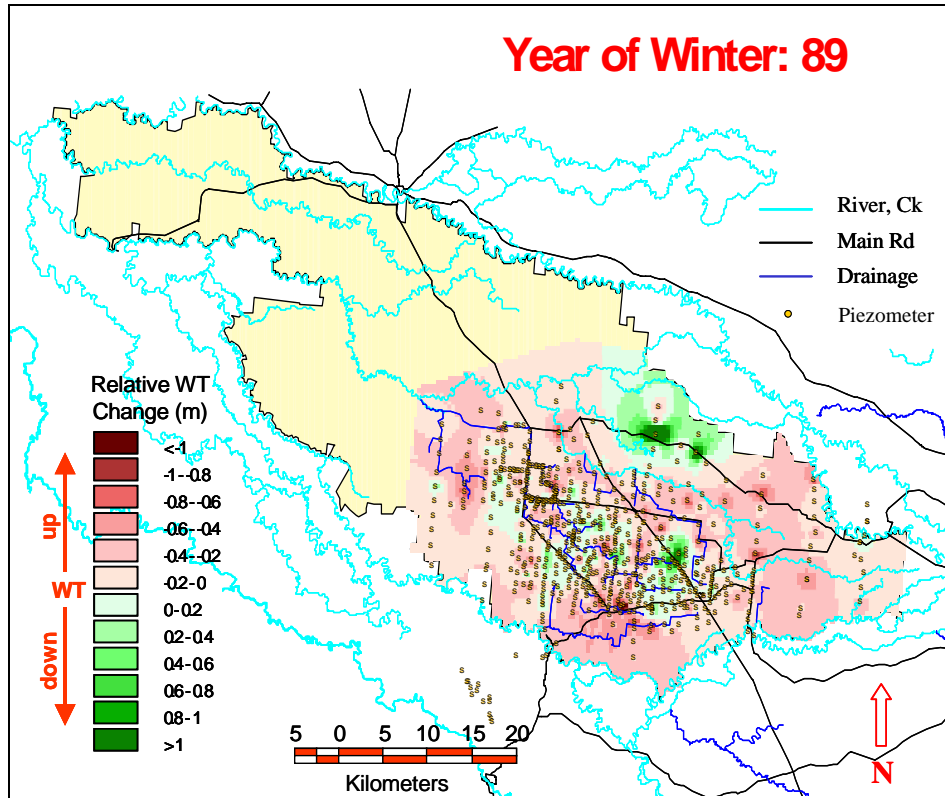 Year of Winter: 89
River, Ck
Main Rd
Drainage
Piezometer
Relative WT
Change (m)
<-1
-1--0.8
-0.8--0.6
-0.6-0.4
-0.4-0.2
-0.2-0
0-0.2
0.2-0.4
0.4-0.6
0.6-0.8
0.8-1
>1
up
WT
down
5 0 5 10 15 20
Kilometers
N